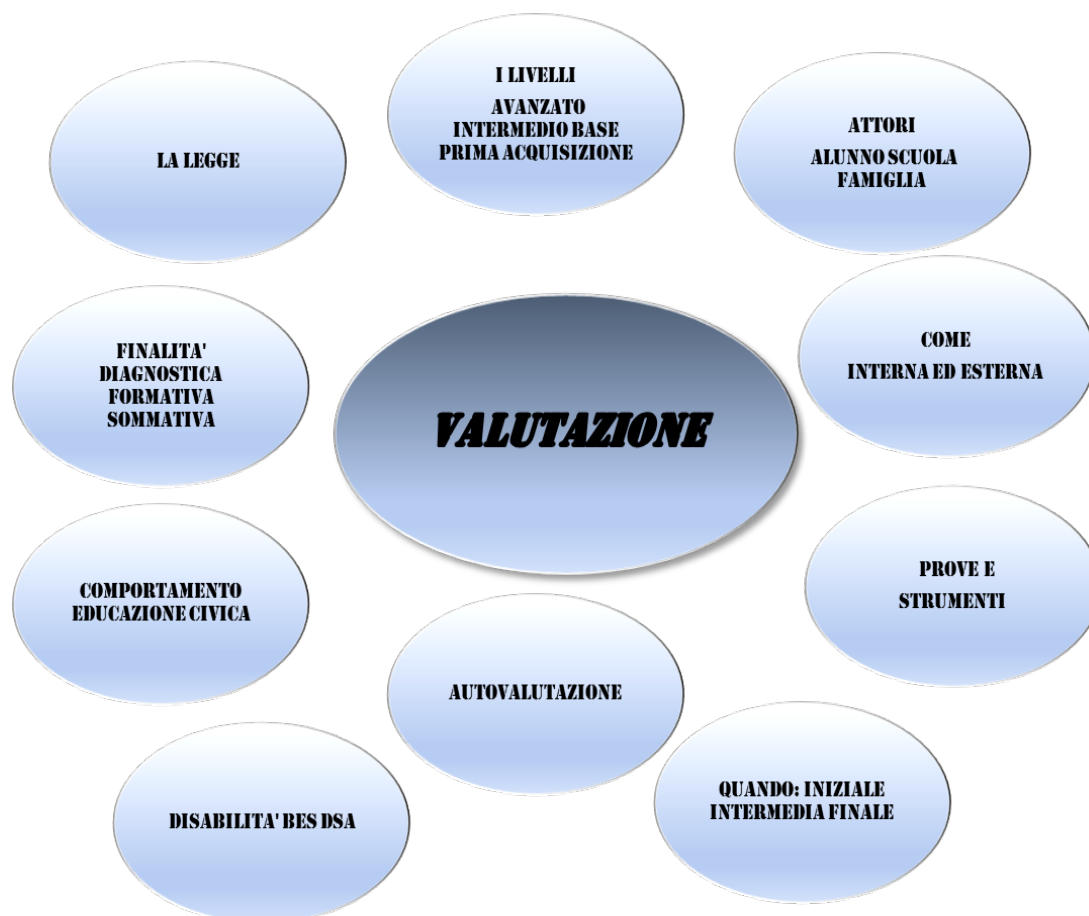 I LIVELLI
AVANZATO
INTERMEDIO BASE
PRIMA ACQUISIZIONE
LA LEGGE
ATTORI
ALUNNO SCUOLA
FAMIGLIA
FINALITA'
DIAGNOSTICA
FORMATIVA
SOMMATIVA
COME
INTERNA ED ESTERNA
VALUTAZIONE
COMPORTAMENTO
EDUCAZIONE CIVICA
PROVE E
STRUMENTI
AUTOVALUTAZIONE
DISABILITA' BES DSA
QUANDO: INIZIALE
INTERMEDIA FINALE